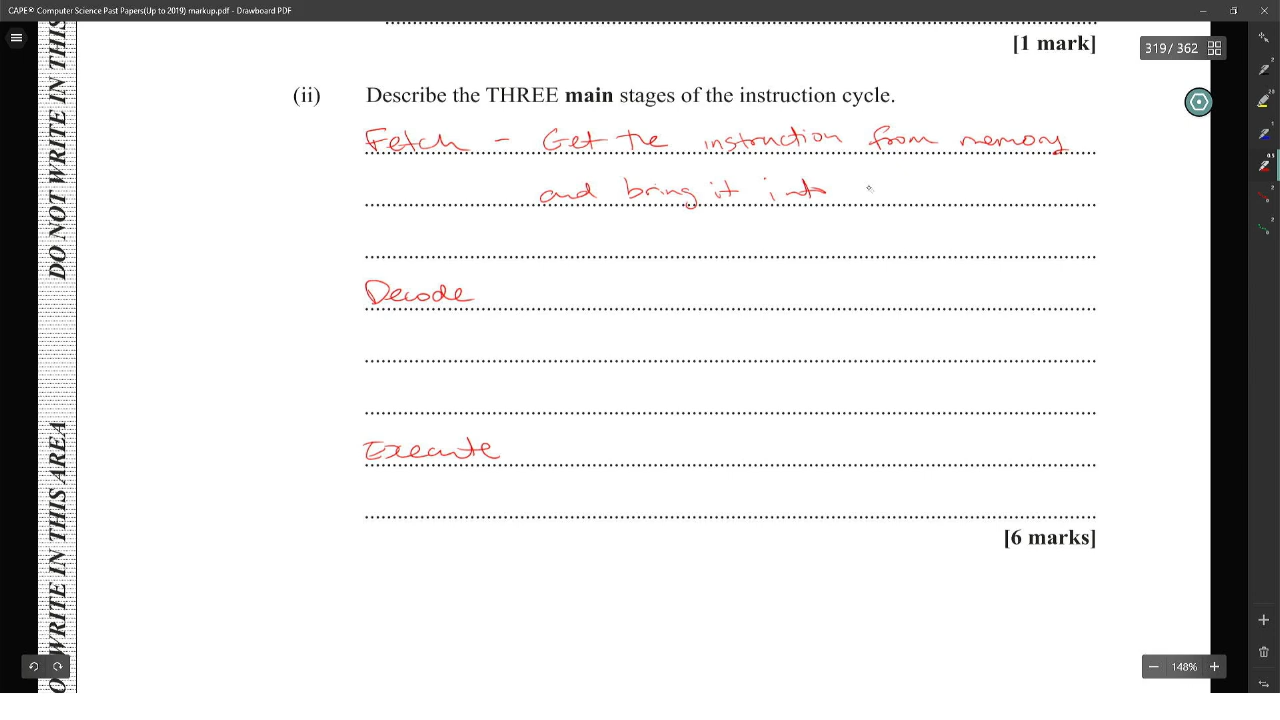 CAPE® Computer Science Past Papers(Up to 2019) markup.pdf - Drawboard PDF
[1 mark]
319 / 362
(ii) Describe the THREE main stages of the instruction cycle.
Fetch - Get the instruction from memory
and bring it into
Decode
Execute
[6 marks]
DO NOT WRITE IN THIS
DO NOT WRITE IN THIS AREA
148%